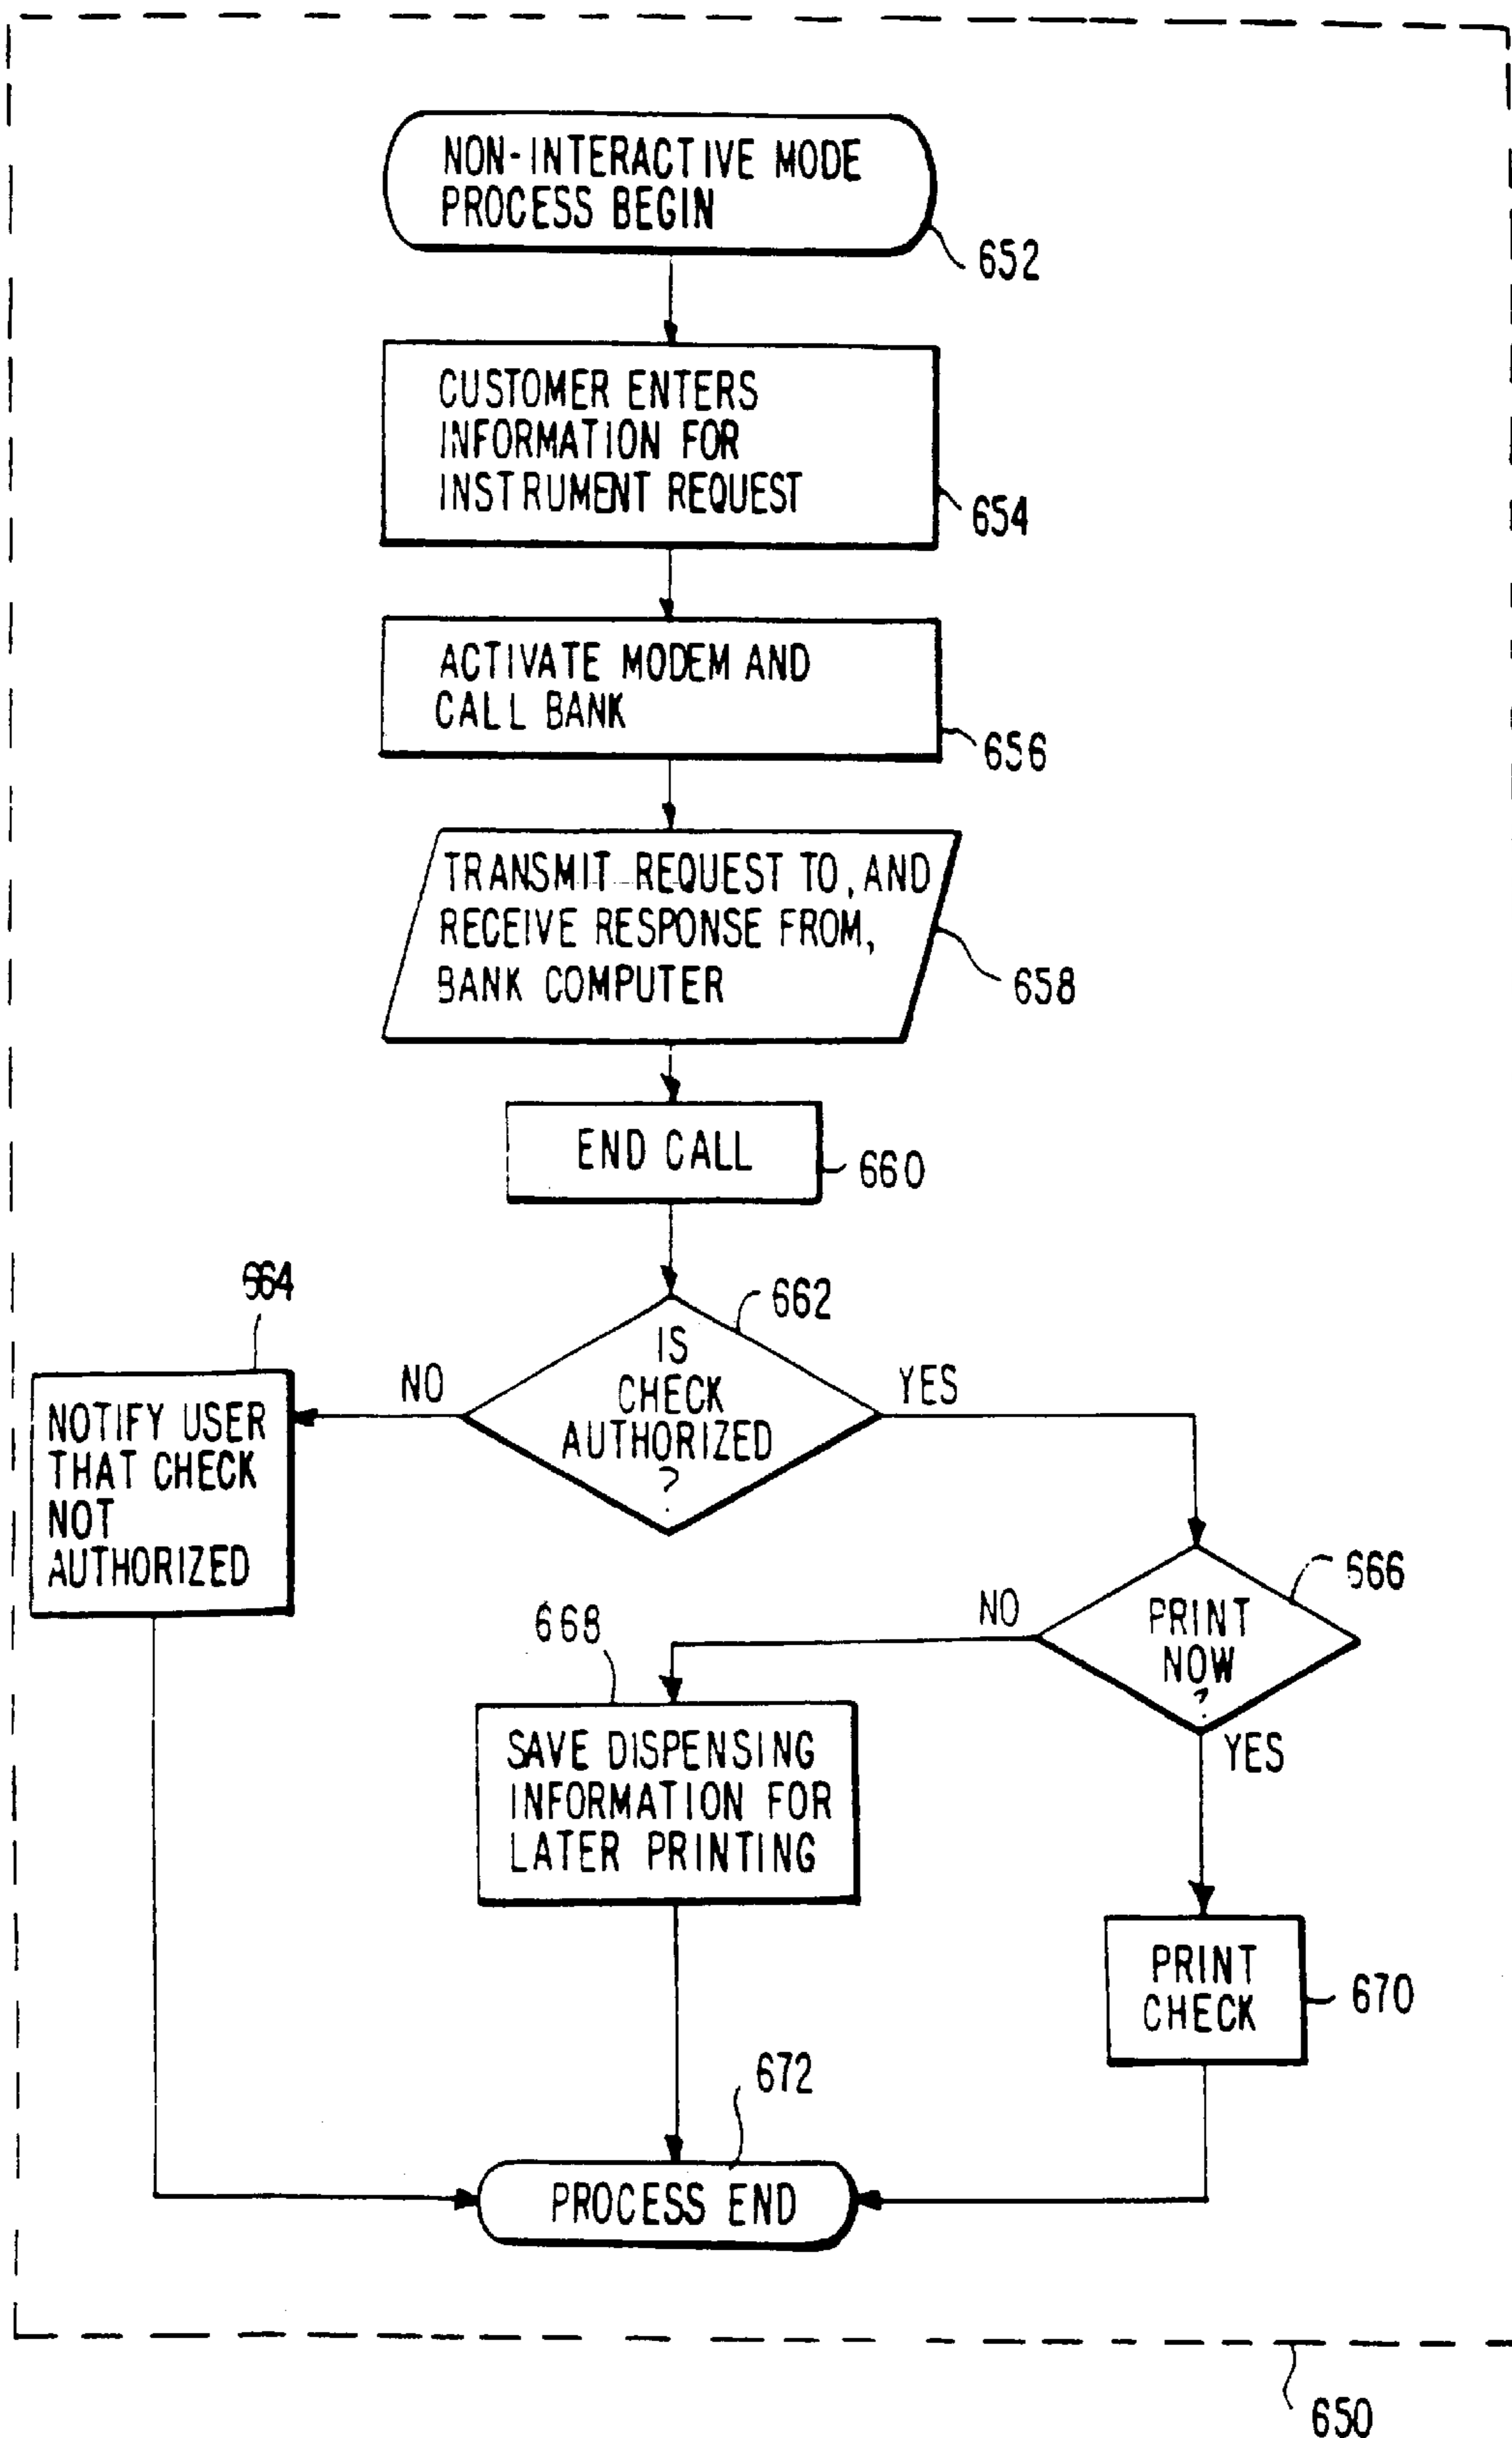 NON-INTERACTIVE MODE
PROCESS BEGIN
652
CUSTOMER ENTERS
INFORMATION FOR
INSTRUMENT REQUEST
654
ACTIVATE MODEM AND
CALL BANK
656
TRANSMIT REQUEST TO, AND
RECEIVE RESPONSE FROM,
BANK COMPUTER
658
END CALL
660
664
662
IS
CHECK
AUTHORIZED
?
NO
YES
NOTIFY USER
THAT CHECK
NOT
AUTHORIZED
666
PRINT
NOW
?
NO
YES
668
SAVE DISPENSING
INFORMATION FOR
LATER PRINTING
PRINT
CHECK
670
672
PROCESS END
650